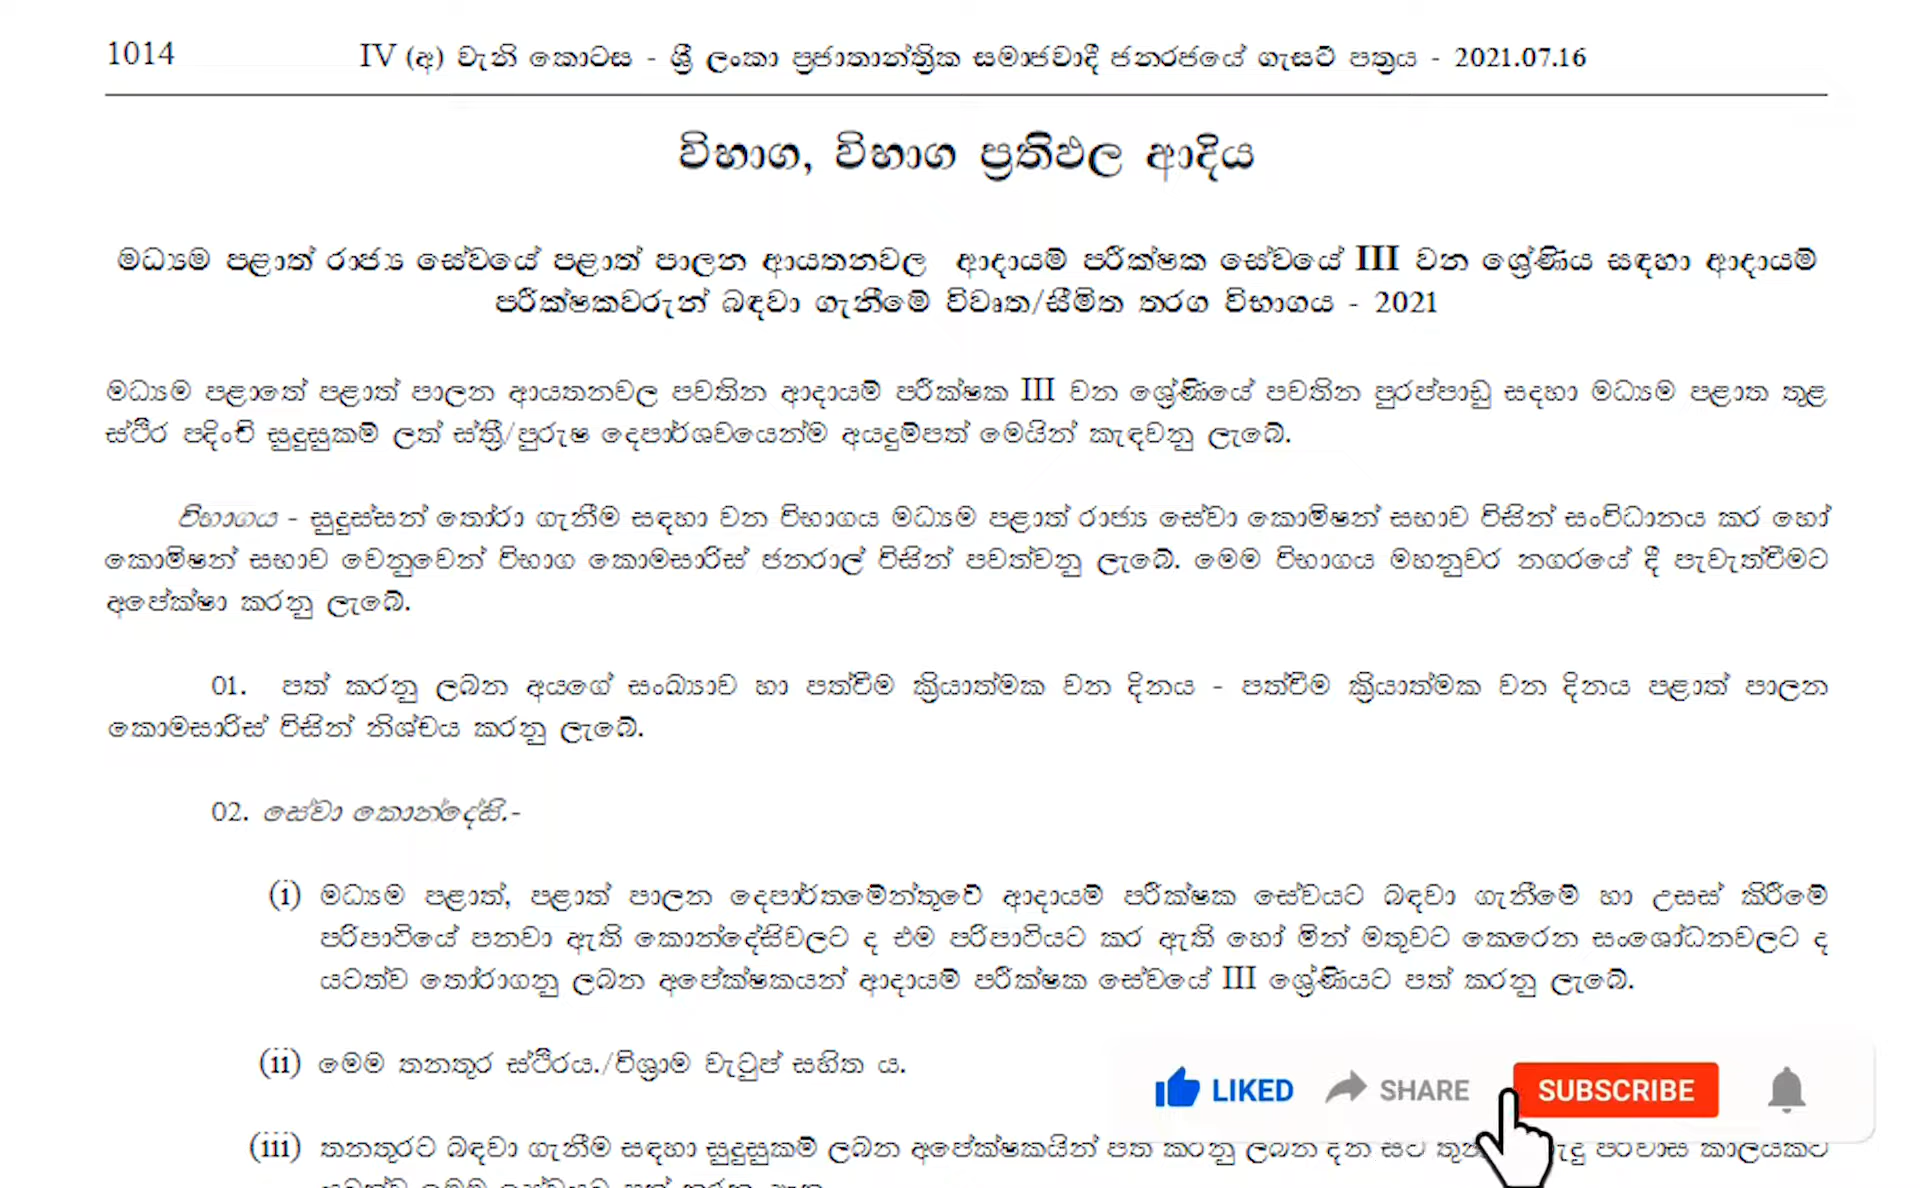 1014
IV (අ) වැනි කොටස - ශ්‍රී ලංකා ප්‍රජාතාන්ත්‍රික සමාජවාදී ජනරජයේ ගැසට් පත්‍රය - 2021.07.16
විභාග, විභාග ප්‍රතිඵල ආදිය
මධ්‍යම පළාත් රාජ්‍ය සේවයේ පළාත් පාලන ආයතනවල ආදායම් පරීක්ෂක සේවයේ III වන ශ්‍රේණිය සඳහා ආදායම්
පරීක්ෂකවරුන් බඳවා ගැනීමේ විවෘත/සීමිත තරග විභාගය - 2021
මධ්‍යම පළාතේ පළාත් පාලන ආයතනවල පවතින ආදායම් පරීක්ෂක III වන ශ්‍රේණියේ පවතින පුරප්පාඩු සදහා මධ්‍යම පළාත තුළ
ස්ථිර පදිංචි සුදුසුකම් ලත් ස්ත්‍රී/පුරුෂ දෙපාර්ශවයෙන්ම අයදුම්පත් මෙයින් කැඳවනු ලැබේ.
විභාගය - සුදුස්සන් තෝරා ගැනීම සඳහා වන විභාගය මධ්‍යම පළාත් රාජ්‍ය සේවා කොමිෂන් සභාව විසින් සංවිධානය කර හෝ
කොමිෂන් සභාව වෙනුවෙන් විභාග කොමසාරිස් ජනරාල් විසින් පවත්වනු ලැබේ. මෙම විභාගය මහනුවර නගරයේ දී පැවැත්වීමට
අපේක්ෂා කරනු ලැබේ.
01. පත් කරනු ලබන අයගේ සංඛ්‍යාව හා පත්වීම ක්‍රියාත්මක වන දිනය - පත්වීම ක්‍රියාත්මක වන දිනය පළාත් පාලන
කොමසාරිස් විසින් නිශ්චය කරනු ලැබේ.
02. සේවා කොන්දේසි.-
(i) මධ්‍යම පළාත්, පළාත් පාලන දෙපාර්තමේන්තුවේ ආදායම් පරීක්ෂක සේවයට බඳවා ගැනීමේ හා උසස් කිරීමේ
පරිපාටියේ පනවා ඇති කොන්දේසිවලට ද එම පරිපාටියට කර ඇති හෝ මින් මතුවට කෙරෙන සංශෝධනවලට ද
යටත්ව තෝරාගනු ලබන අපේක්ෂකයන් ආදායම් පරීක්ෂක සේවයේ III ශ්‍රේණියට පත් කරනු ලැබේ.
(ii) මෙම තනතුර ස්ථිරය./විශ්‍රාම වැටුප් සහිත ය.
LIKED SHARE SUBSCRIBE
(iii) තනතුරට බඳවා ගැනීම සඳහා සුදුසුකම් ලබන අපේක්ෂකයින් පත් කරනු ලබන දින සිට